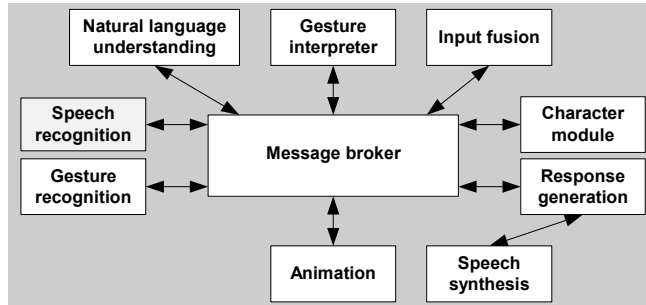 Natural language
understanding
Gesture
interpreter
Input fusion
Speech
recognition
Message broker
Character
module
Gesture
recognition
Response
generation
Animation
Speech
synthesis